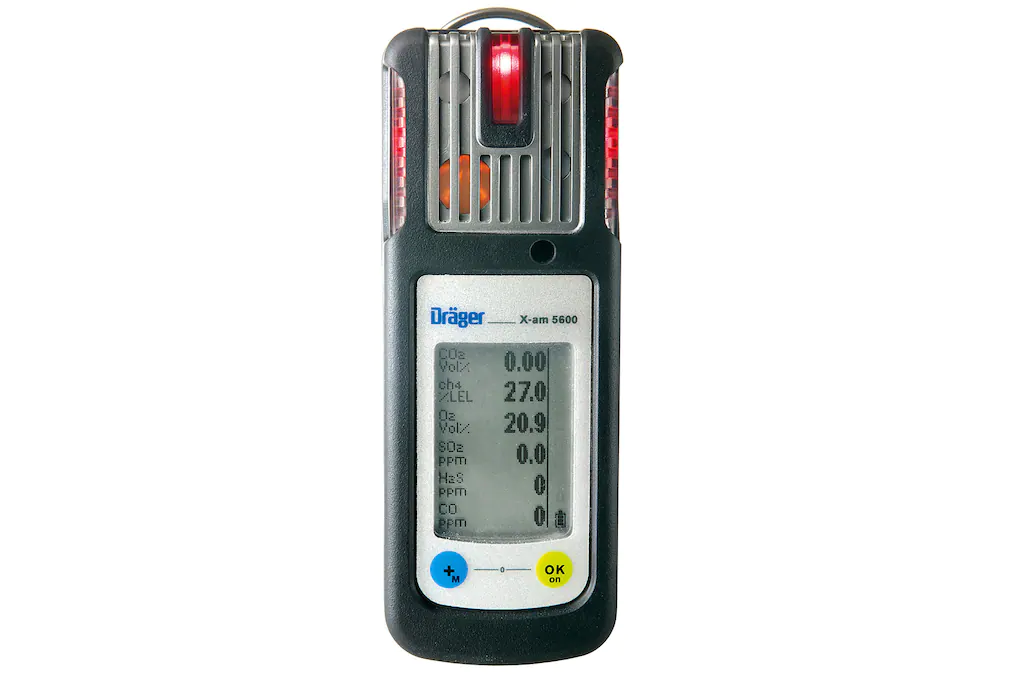 Dräger X-am 5600
CO₂ Vol% 0.00
ch₄ %LEL 27.0
O₂ Vol% 20.9
SO₂ ppm 0.0
H₂S ppm 0
CO ppm 0
+M 0 OK on